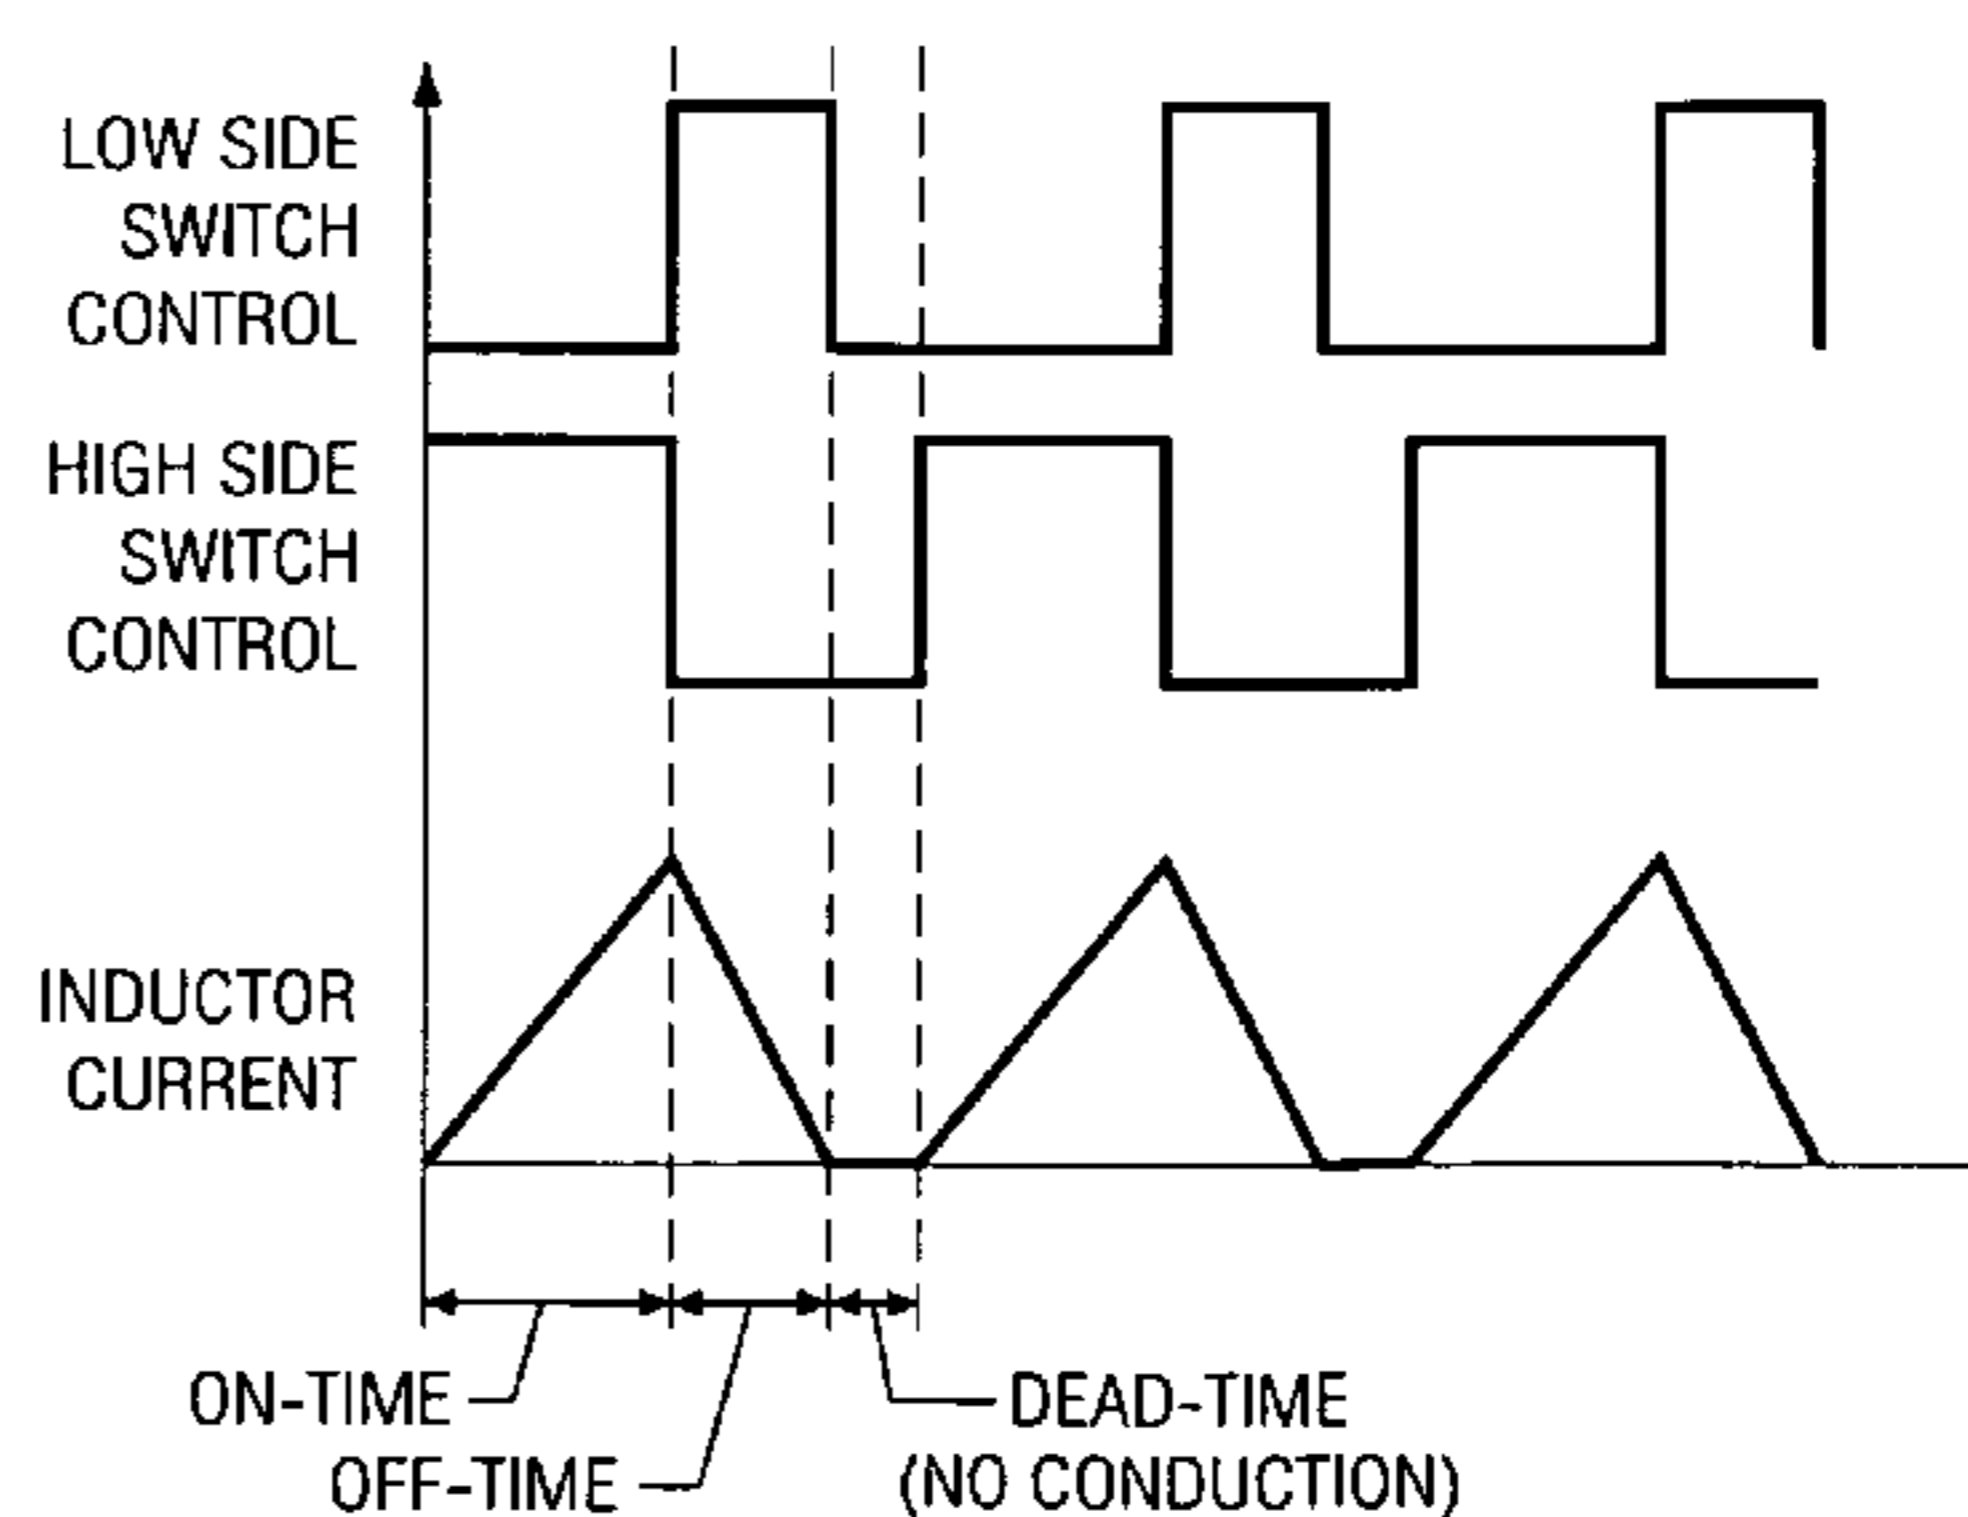 LOW SIDE
SWITCH
CONTROL
HIGH SIDE
SWITCH
CONTROL
INDUCTOR
CURRENT
ON-TIME
OFF-TIME
DEAD-TIME
(NO CONDUCTION)